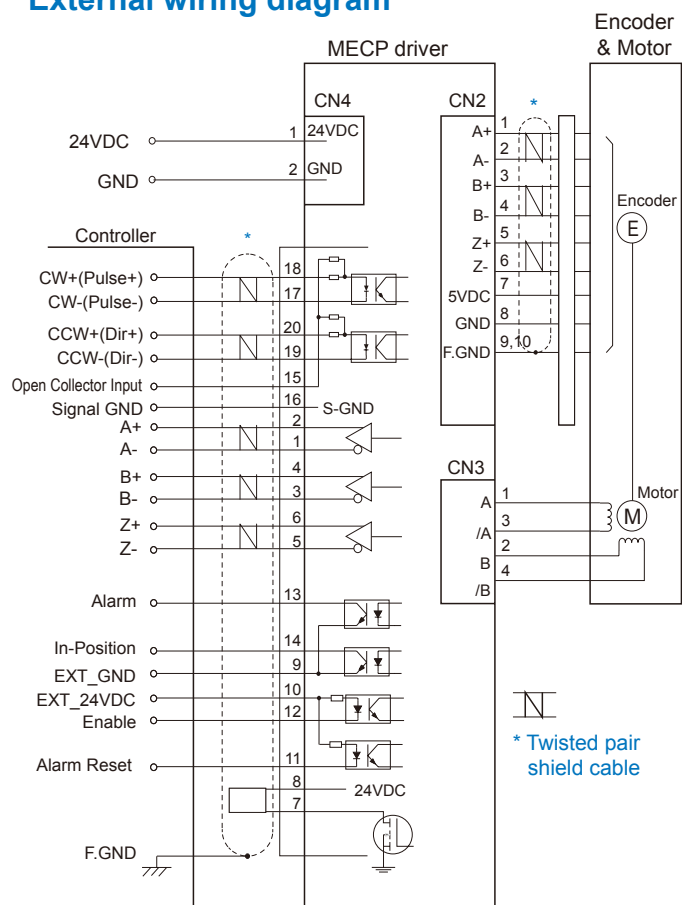 External wiring diagram
Encoder
& Motor
MECP driver
CN4
24VDC 1 24VDC
GND 2 GND
CN2 *
A+ 1
A- 2
B+ 3
B- 4
Z+ 5
Z- 6
5VDC 7
GND 8
F.GND 9,10
Encoder
E
Controller *
CW+(Pulse+) 18
CW-(Pulse-) 17
CCW+(Dir+) 20
CCW-(Dir-) 19
Open Collector Input 15
Signal GND 16 S-GND
A+ 2
A- 1
B+ 4
B- 3
Z+ 6
Z- 5
CN3
A 1
/A 3
B 2
/B 4
Motor
M
Alarm 13
In-Position 14
EXT_GND 9
EXT_24VDC 10
Enable 12
Alarm Reset 11
8 24VDC
7
F.GND
* Twisted pair
shield cable